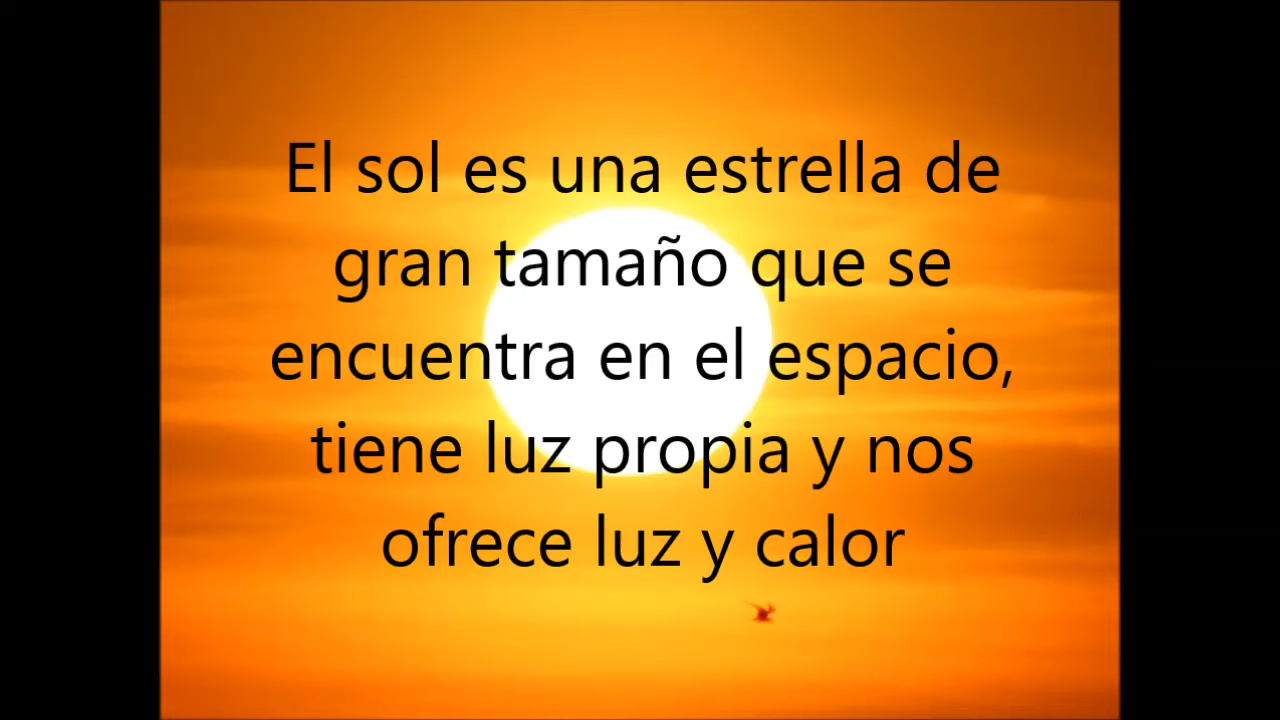 El sol es una estrella de
gran tamaño que se
encuentra en el espacio,
tiene luz propia y nos
ofrece luz y calor